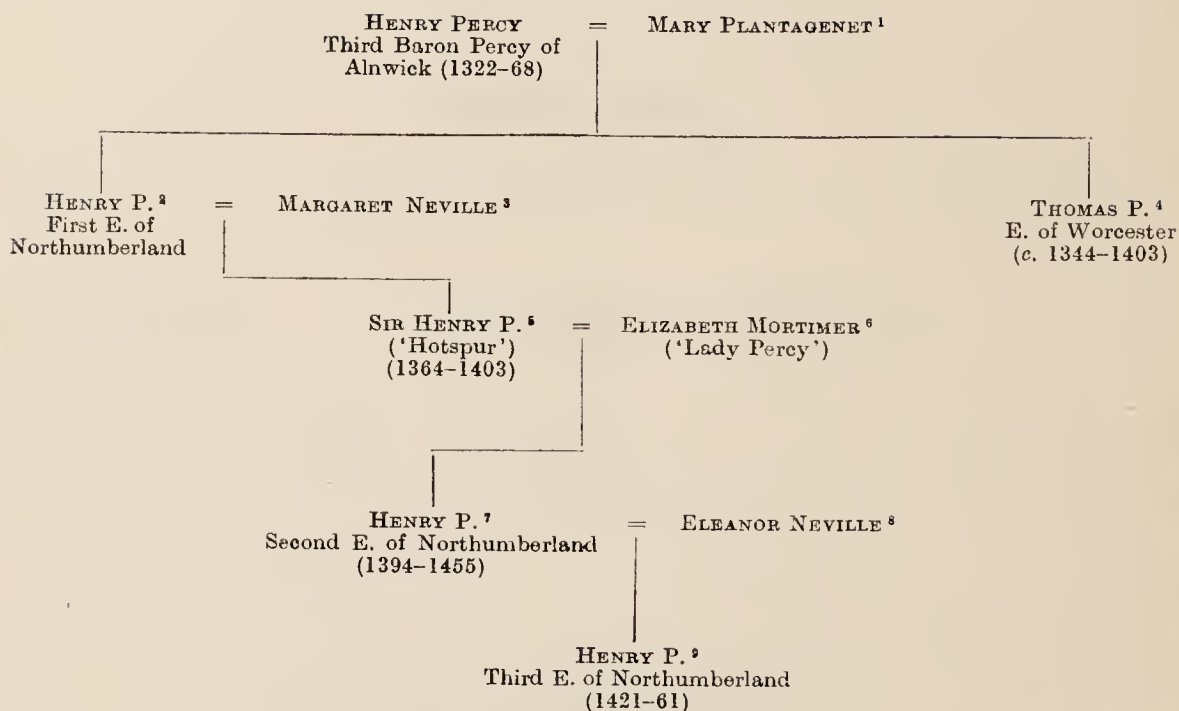 HENRY PERCY = MARY PLANTAGENET ¹
Third Baron Percy of
Alnwick (1322–68)
HENRY P. ² = MARGARET NEVILLE ³
First E. of
Northumberland
THOMAS P. ⁴
E. of Worcester
(c. 1344–1403)
SIR HENRY P. ⁵ = ELIZABETH MORTIMER ⁶
('Hotspur') ('Lady Percy')
(1364–1403)
HENRY P. ⁷ = ELEANOR NEVILLE ⁸
Second E. of Northumberland
(1394–1455)
HENRY P. ⁹
Third E. of Northumberland
(1421–61)